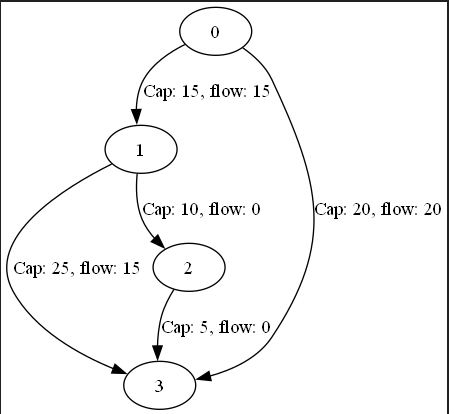 0
Cap: 15, flow: 15
1
Cap: 10, flow: 0
Cap: 20, flow: 20
Cap: 25, flow: 15
2
Cap: 5, flow: 0
3